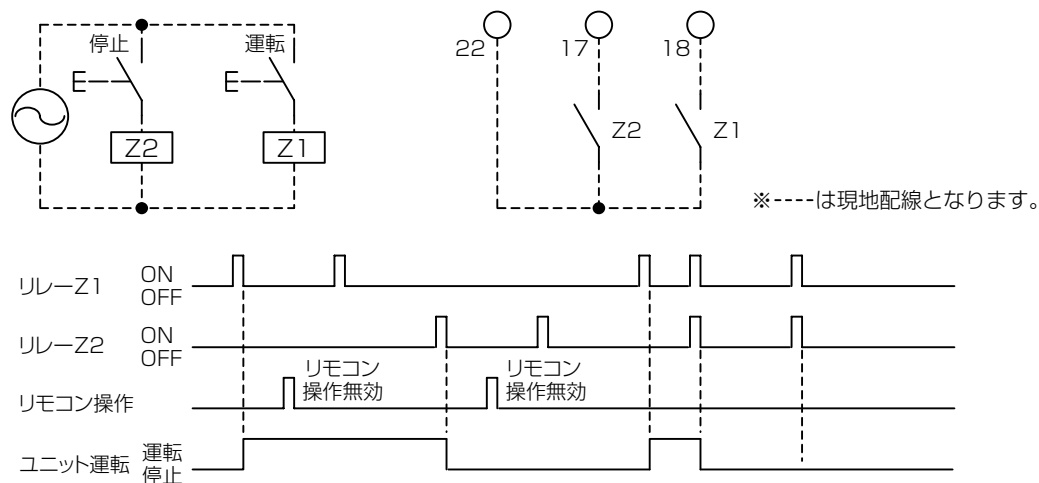 停止
運転
E
E
Z2
Z1
22
17
18
Z2
Z1
※----は現地配線となります。
リレーZ1
ON
OFF
リレーZ2
ON
OFF
リモコン操作
リモコン
操作無効
リモコン
操作無効
ユニット運転
運転
停止